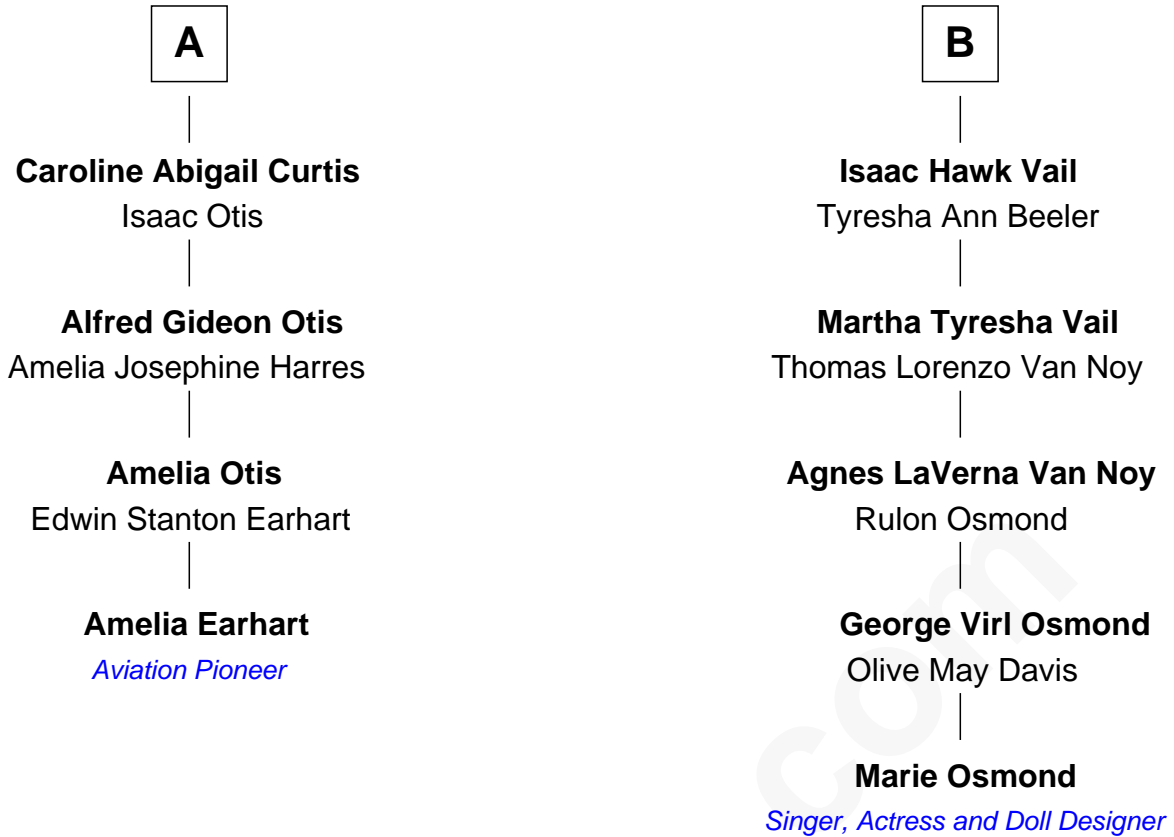 A
Caroline Abigail Curtis
Isaac Otis
Alfred Gideon Otis
Amelia Josephine Harres
Amelia Otis
Edwin Stanton Earhart
Amelia Earhart
Aviation Pioneer
B
Isaac Hawk Vail
Tyresha Ann Beeler
Martha Tyresha Vail
Thomas Lorenzo Van Noy
Agnes LaVerna Van Noy
Rulon Osmond
George Virl Osmond
Olive May Davis
Marie Osmond
Singer, Actress and Doll Designer
com